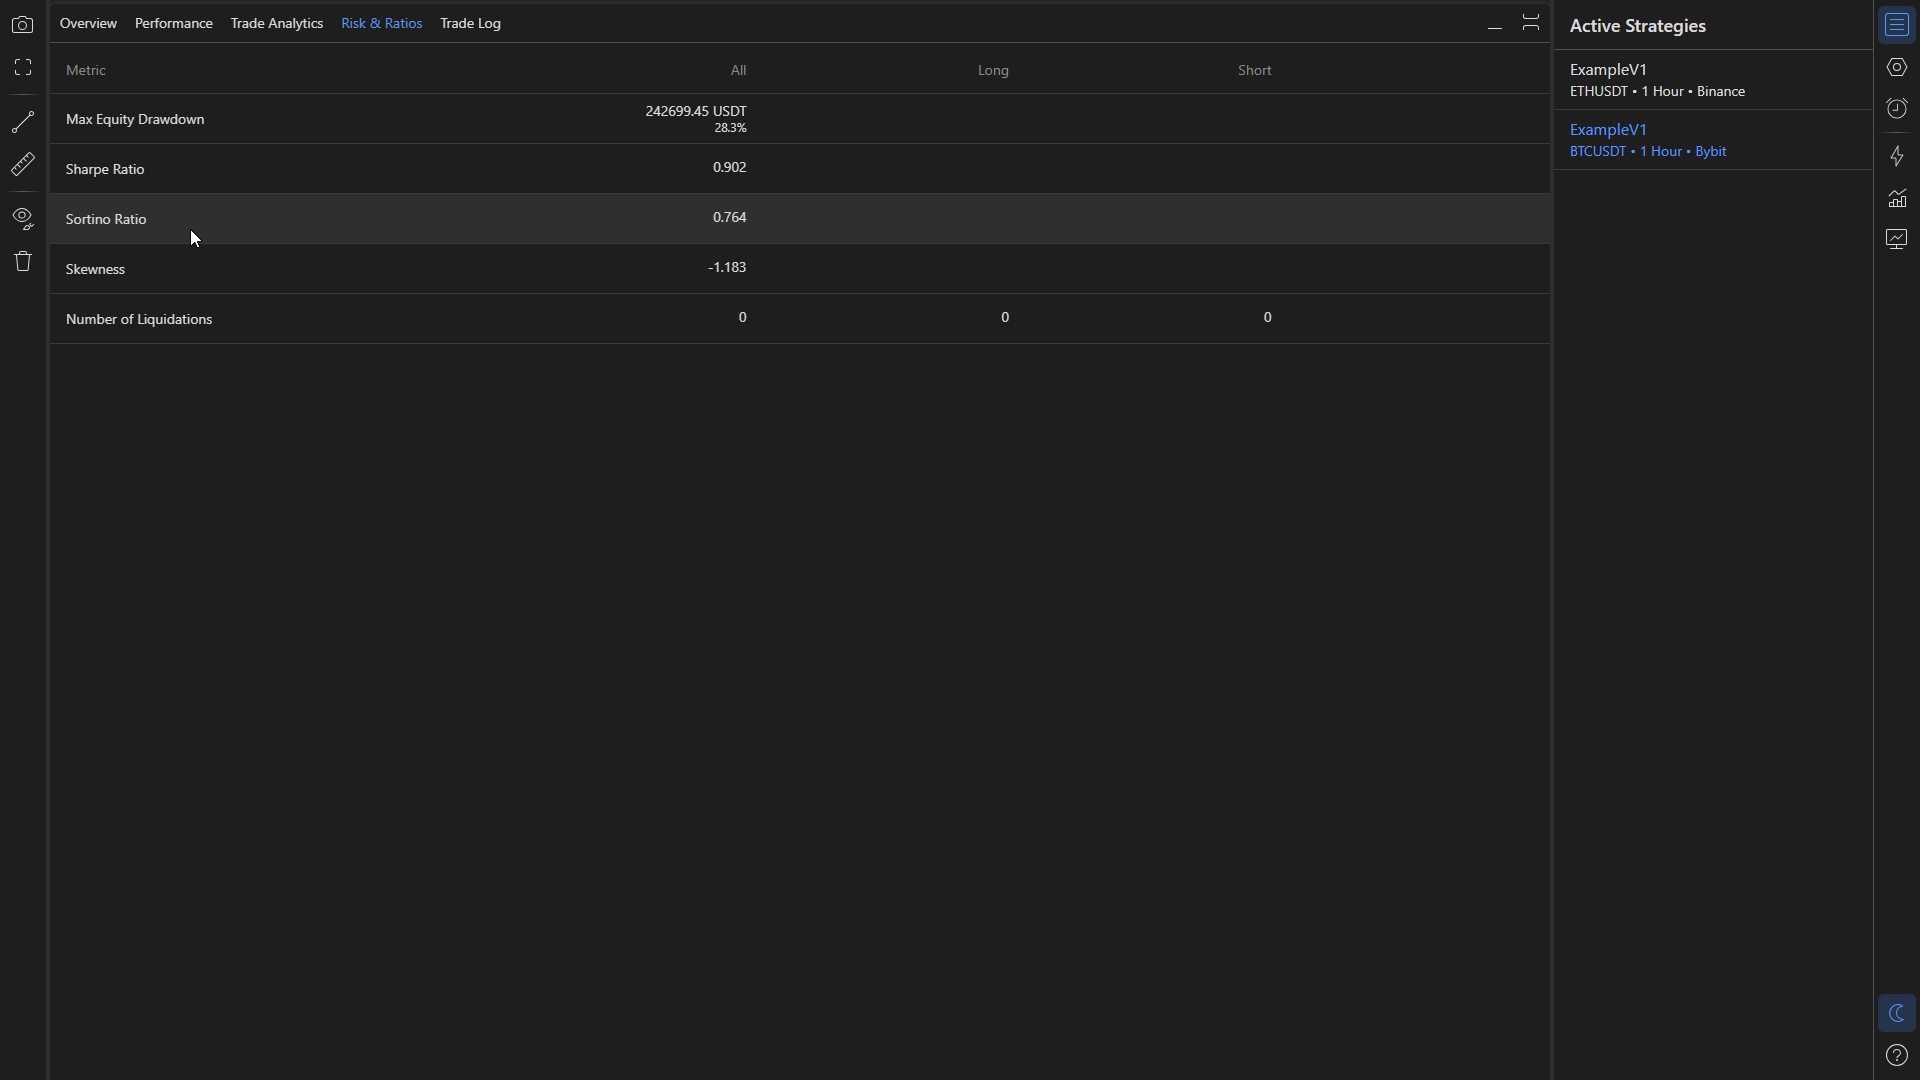 Overview Performance Trade Analytics Risk & Ratios Trade Log
Metric All Long Short
Max Equity Drawdown 242699.45 USDT
28.3%
Sharpe Ratio 0.902
Sortino Ratio 0.764
Skewness -1.183
Number of Liquidations 0 0 0
Active Strategies
ExampleV1
ETHUSDT • 1 Hour • Binance
ExampleV1
BTCUSDT • 1 Hour • Bybit